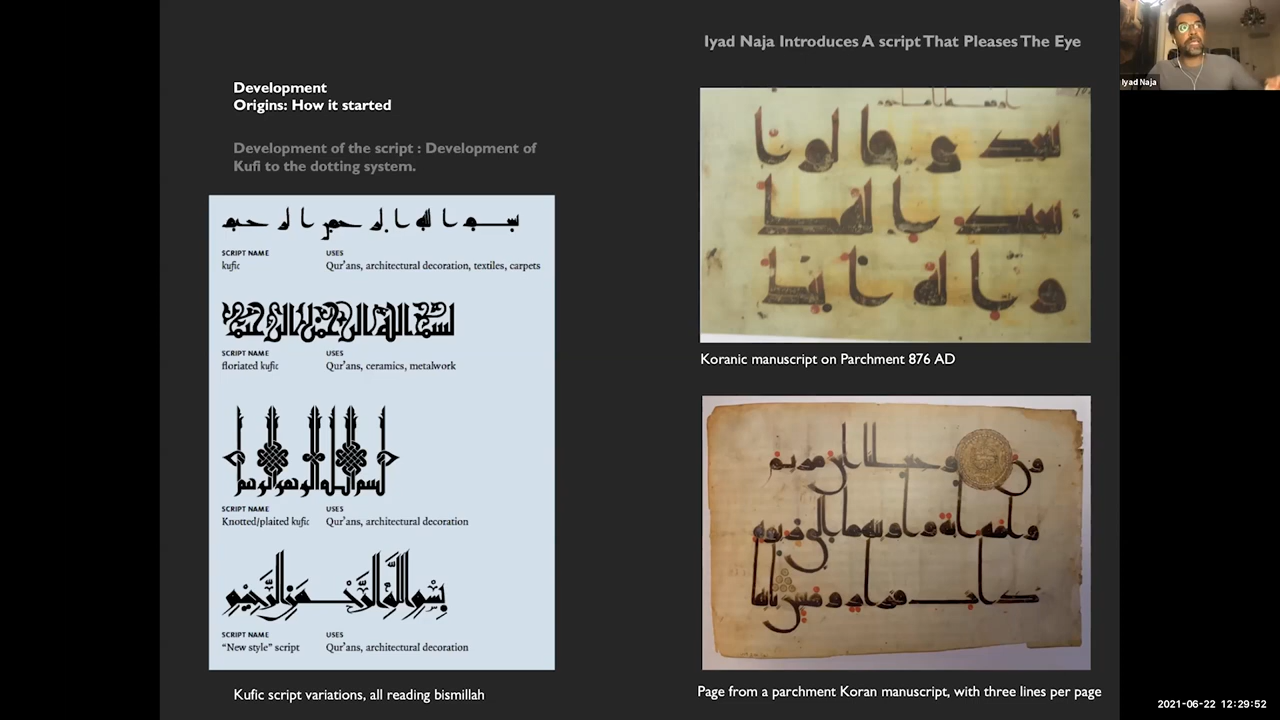 Iyad Naja Introduces A script That Pleases The Eye
Iyad Naja
Development
Origins: How it started
Development of the script : Development of
Kufi to the dotting system.
SCRIPT NAME USES
kufic Qur'ans, architectural decoration, textiles, carpets
SCRIPT NAME USES
floriated kufic Qur'ans, ceramics, metalwork
SCRIPT NAME USES
Knotted/plaited kufic Qur'ans, architectural decoration
SCRIPT NAME USES
"New style" script Qur'ans, architectural decoration
Kufic script variations, all reading bismillah
Koranic manuscript on Parchment 876 AD
Page from a parchment Koran manuscript, with three lines per page
2021-06-22 12:29:52